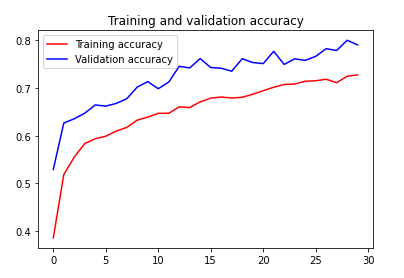 Training and validation accuracy
Training accuracy
Validation accuracy
0.8
0.7
0.6
0.5
0.4
0 5 10 15 20 25 30